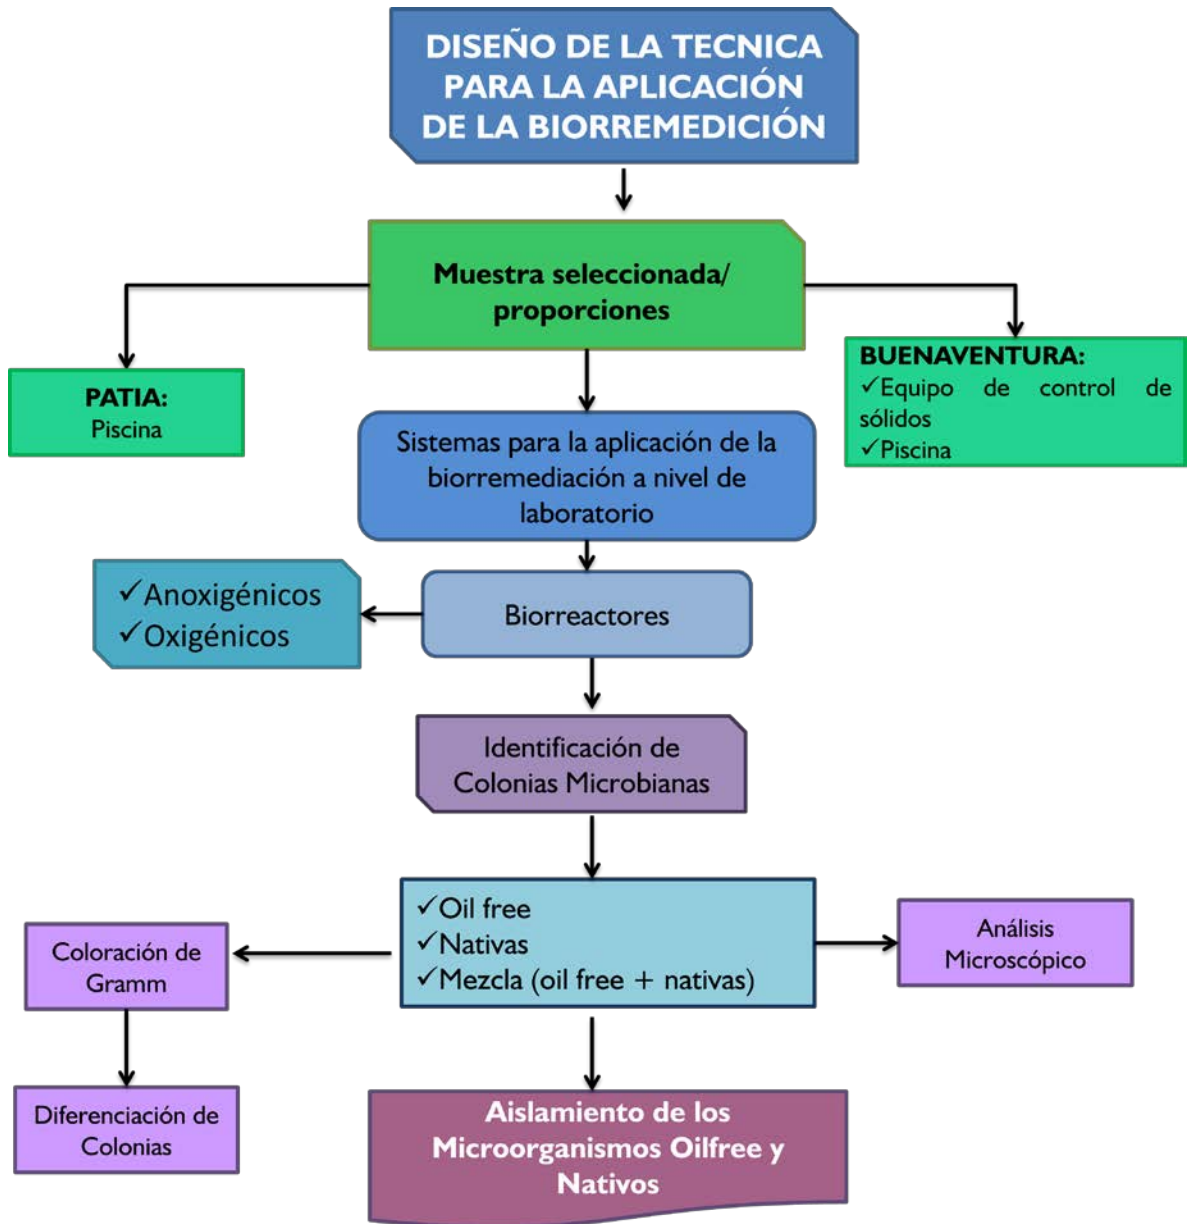 DISEÑO DE LA TECNICA
PARA LA APLICACIÓN
DE LA BIORREMEDICIÓN
Muestra seleccionada/
proporciones
PATIA:
Piscina
BUENAVENTURA:
✓Equipo de control de
sólidos
✓Piscina
Sistemas para la aplicación de la
biorremediación a nivel de
laboratorio
✓Anoxigénicos
✓Oxigénicos
Biorreactores
Identificación de
Colonias Microbianas
✓Oil free
✓Nativas
✓Mezcla (oil free + nativas)
Coloración de
Gramm
Análisis
Microscópico
Diferenciación de
Colonias
Aislamiento de los
Microorganismos Oilfree y
Nativos